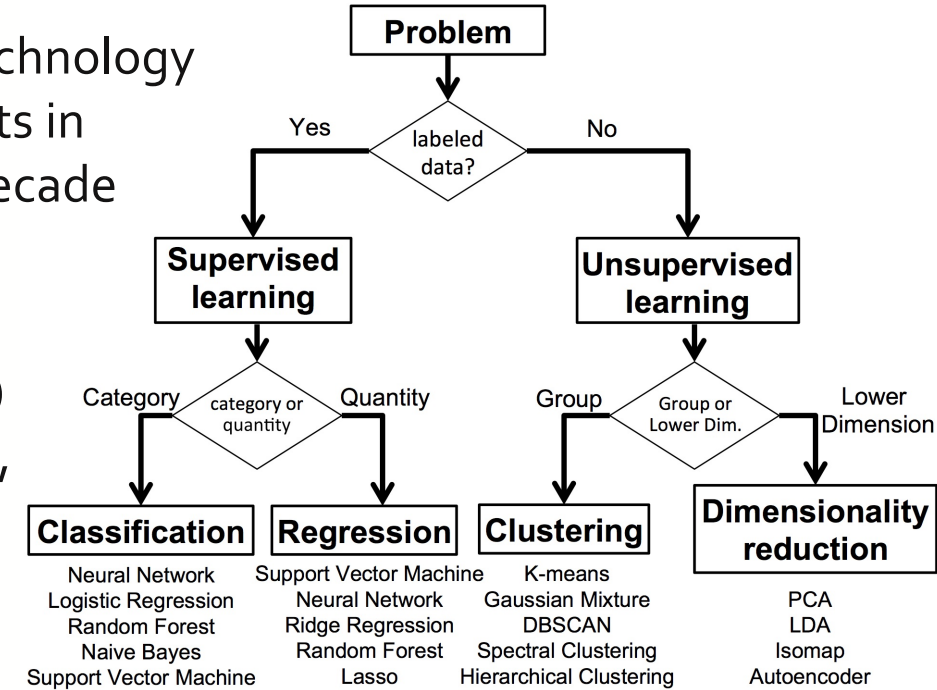 chnology
ts in
ecade
)
Problem
labeled
data?
Yes
No
Supervised
learning
Unsupervised
learning
Category
category or
quantity
Quantity
Group
Group or
Lower Dim.
Lower
Dimension
Classification
Neural Network
Logistic Regression
Random Forest
Naive Bayes
Support Vector Machine
Regression
Support Vector Machine
Neural Network
Ridge Regression
Random Forest
Lasso
Clustering
K-means
Gaussian Mixture
DBSCAN
Spectral Clustering
Hierarchical Clustering
Dimensionality
reduction
PCA
LDA
Isomap
Autoencoder